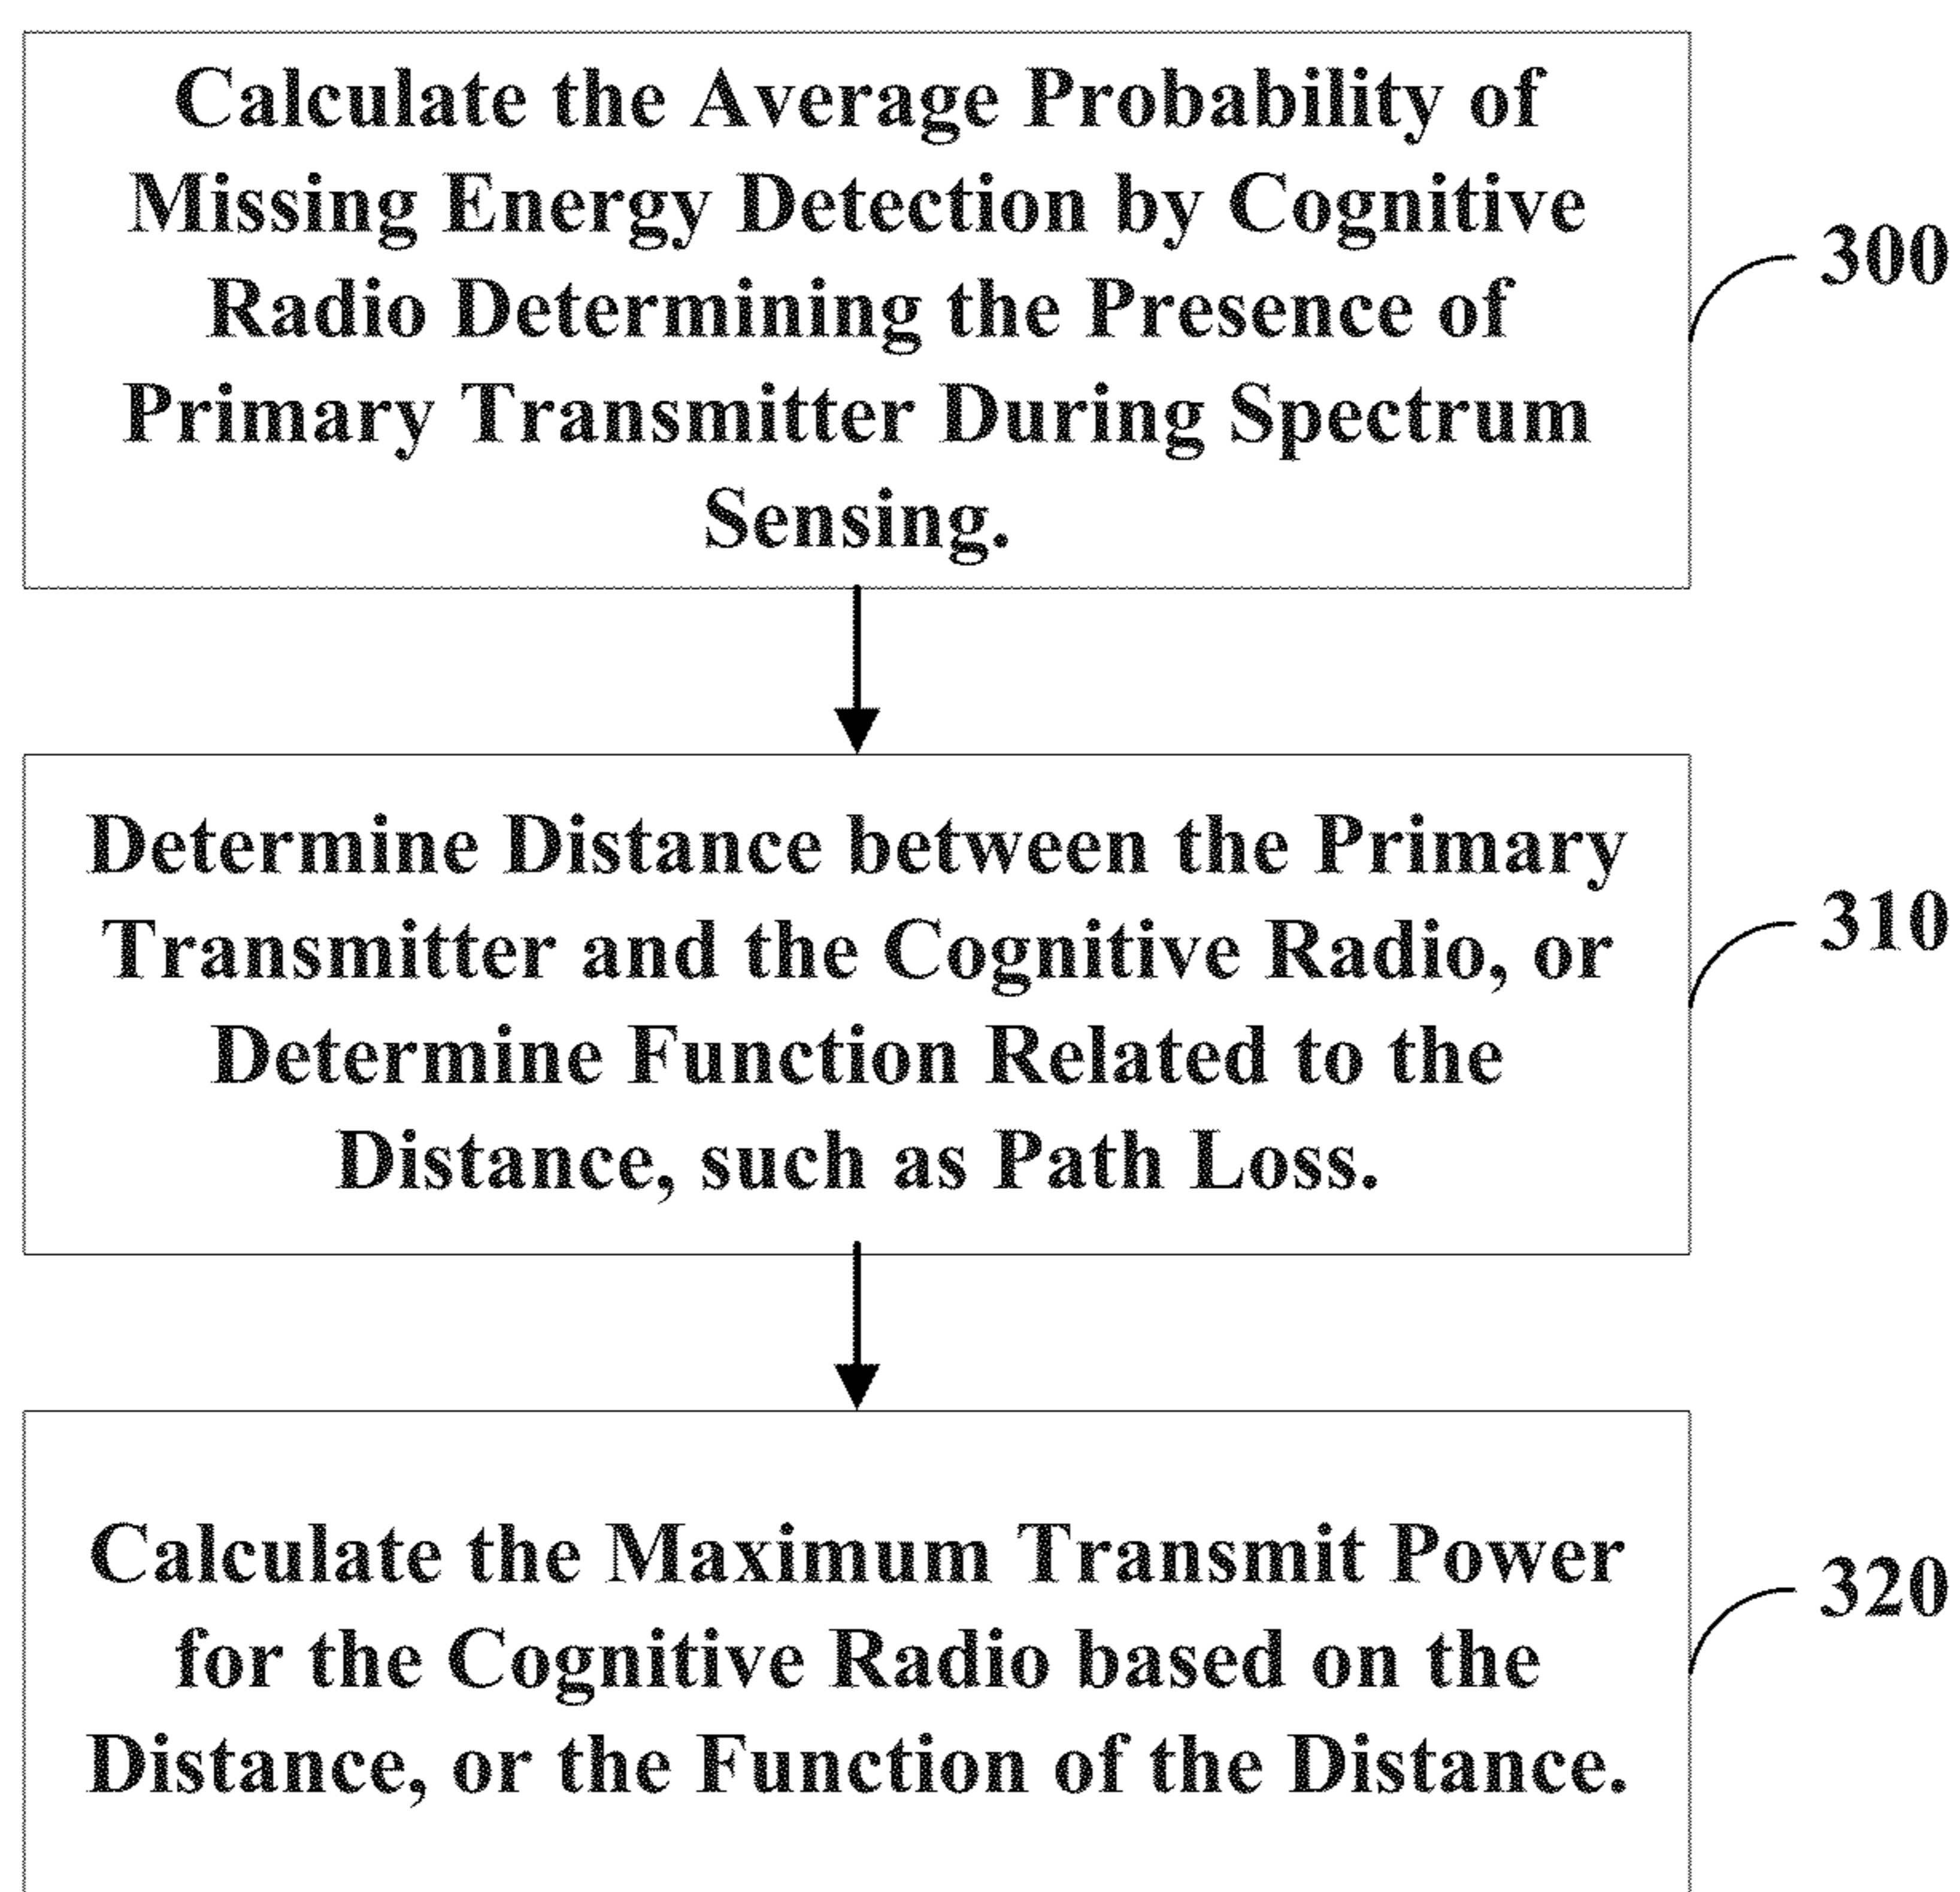 Calculate the Average Probability of
Missing Energy Detection by Cognitive
Radio Determining the Presence of
Primary Transmitter During Spectrum
Sensing.
300
Determine Distance between the Primary
Transmitter and the Cognitive Radio, or
Determine Function Related to the
Distance, such as Path Loss.
310
Calculate the Maximum Transmit Power
for the Cognitive Radio based on the
Distance, or the Function of the Distance.
320